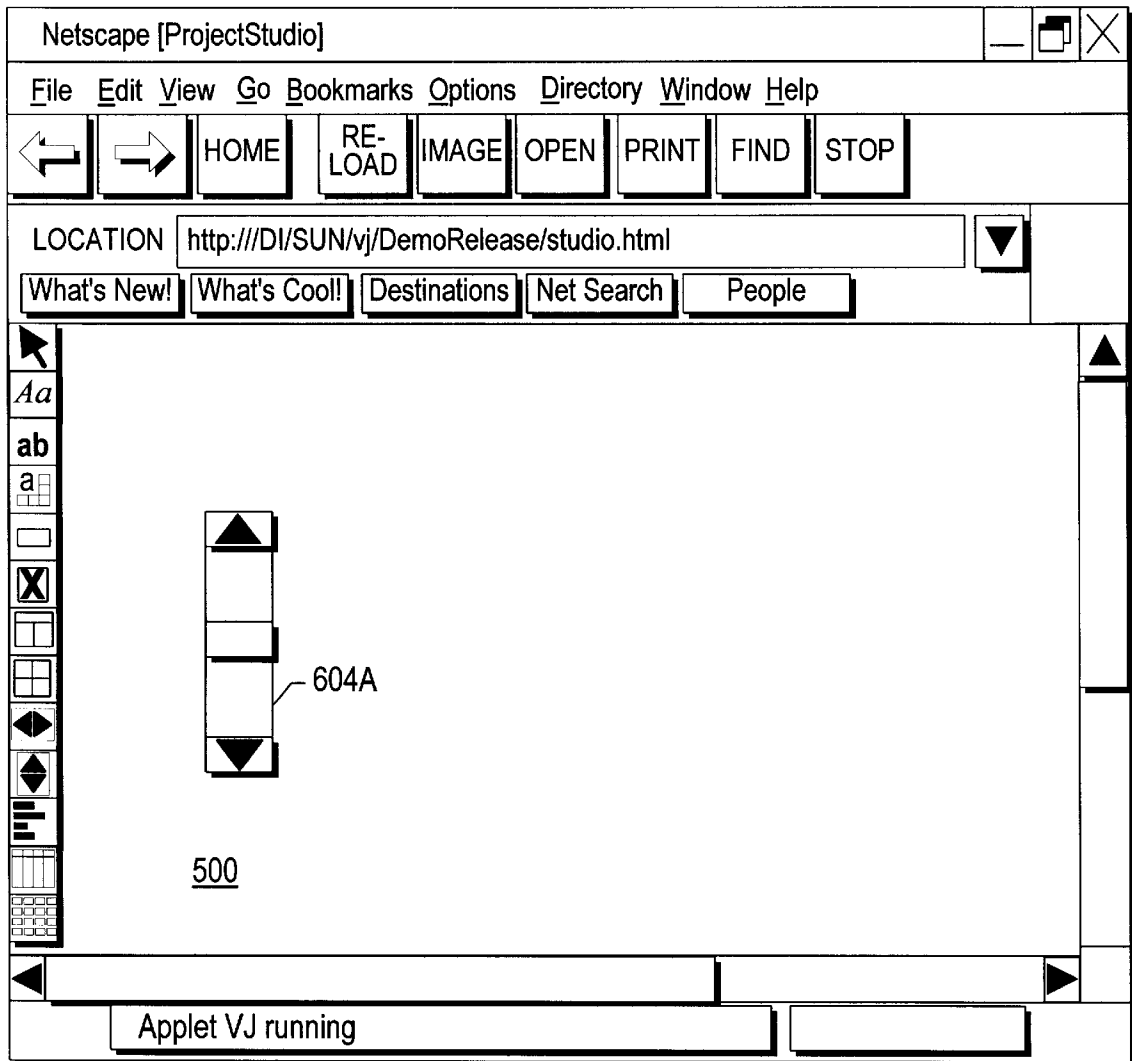 Netscape [ProjectStudio]
File Edit View Go Bookmarks Options Directory Window Help
HOME RE-LOAD IMAGE OPEN PRINT FIND STOP
LOCATION http:///DI/SUN/vj/DemoRelease/studio.html
What's New! What's Cool! Destinations Net Search People
Aa
ab
a
X
604A
500
Applet VJ running